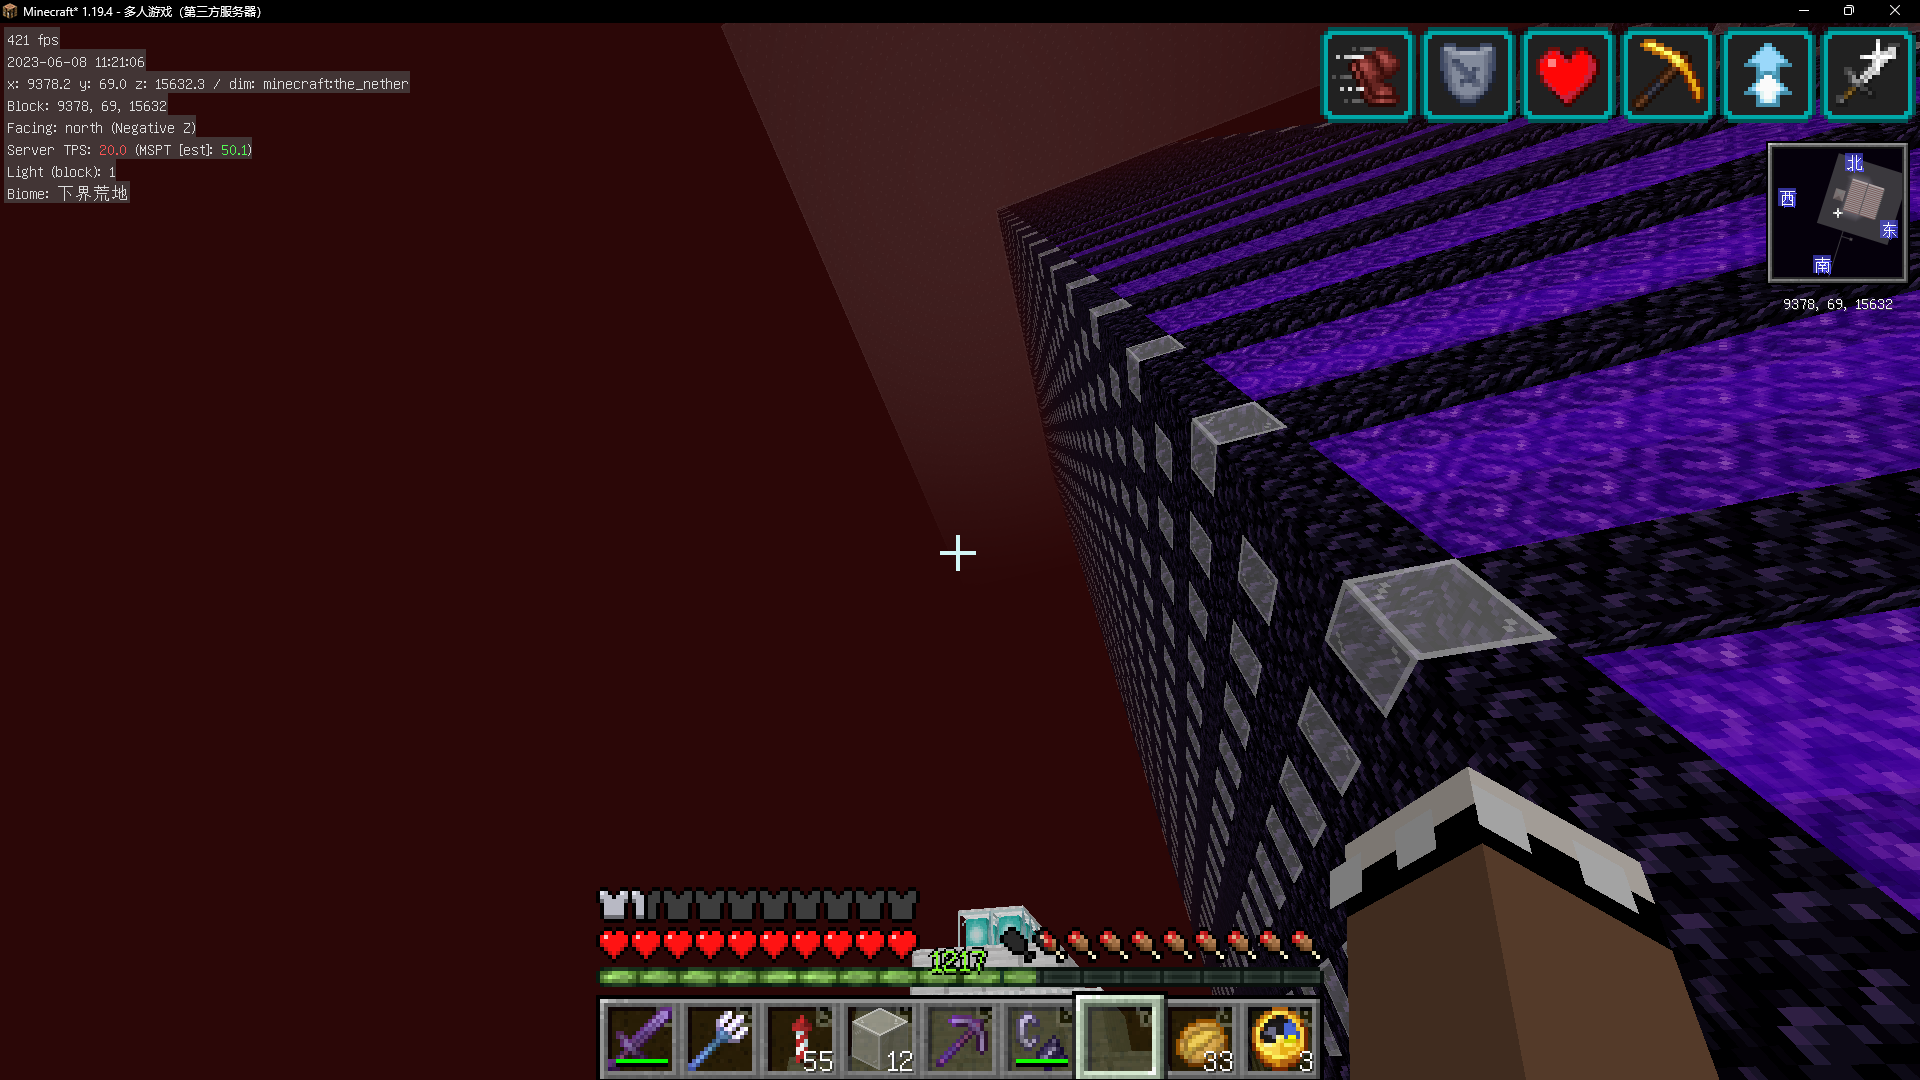 Minecraft* 1.19.4 - 多人游戏（第三方服务器）
421 fps
2023-06-08 11:21:06
x: 9378.2 y: 69.0 z: 15632.3 / dim: minecraft:the_nether
Block: 9378, 69, 15632
Facing: north (Negative Z)
Server TPS: 20.0 (MSPT [est]: 50.1)
Light (block): 1
Biome: 下界荒地
北
西
东
南
9378, 69, 15632
1217
55
12
33
3